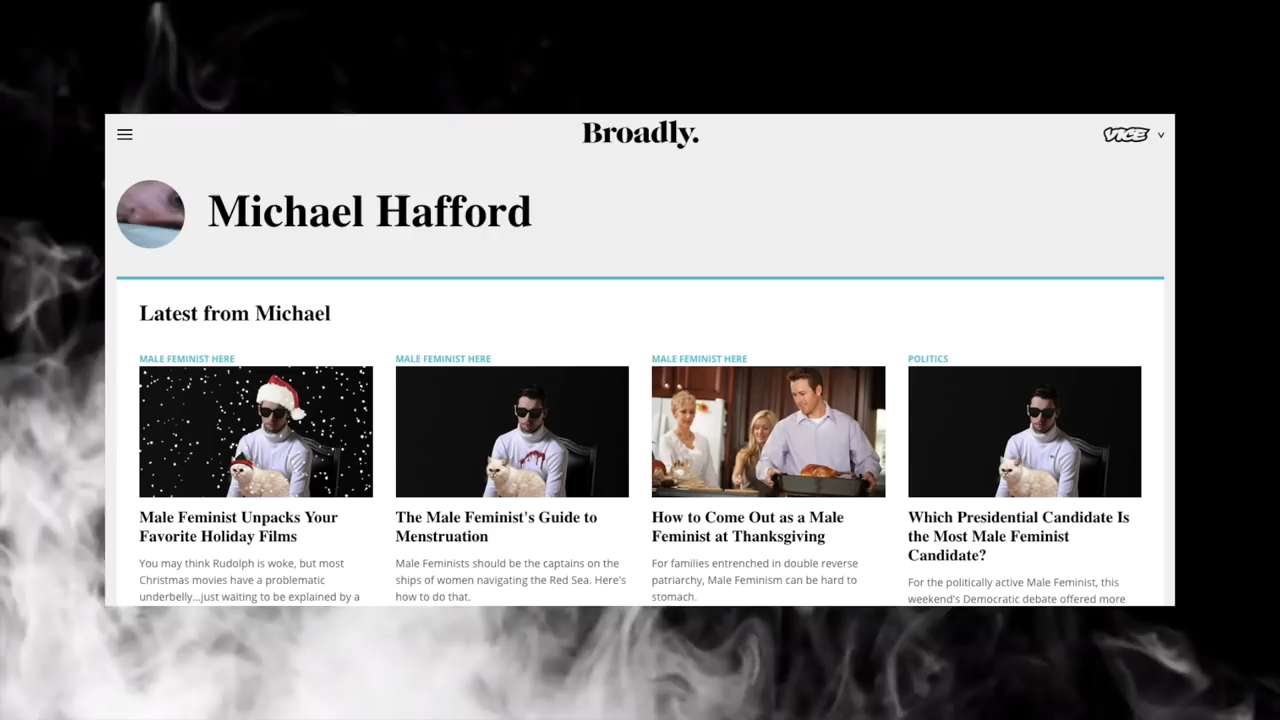 Broadly.
VICE
Michael Hafford
Latest from Michael
MALE FEMINIST HERE
Male Feminist Unpacks Your
Favorite Holiday Films
You may think Rudolph is woke, but most
Christmas movies have a problematic
underbelly...just waiting to be explained by a
MALE FEMINIST HERE
The Male Feminist's Guide to
Menstruation
Male Feminists should be the captains on the
ships of women navigating the Red Sea. Here's
how to do that.
MALE FEMINIST HERE
How to Come Out as a Male
Feminist at Thanksgiving
For families entrenched in double reverse
patriarchy, Male Feminism can be hard to
stomach.
POLITICS
Which Presidential Candidate Is
the Most Male Feminist
Candidate?
For the politically active Male Feminist, this
weekend's Democratic debate offered more